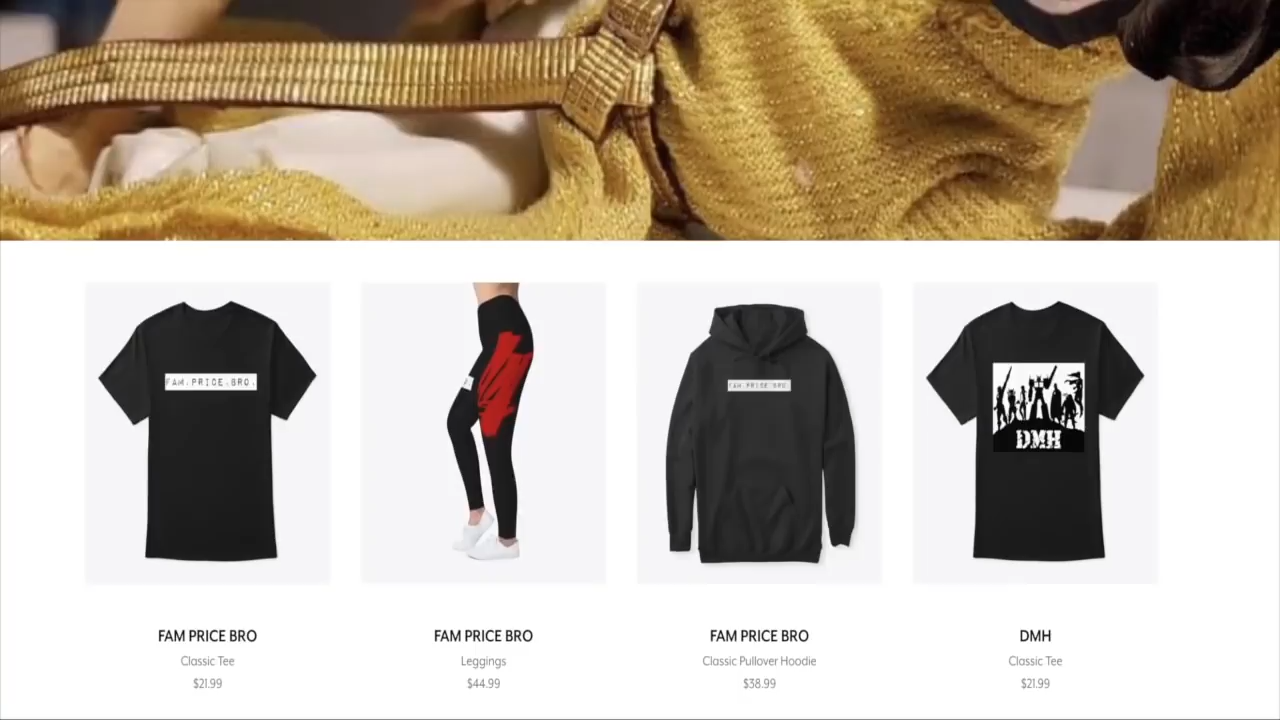 FAM.PRICE.BRO.
FAM.PRICE.BRO.
DMH
FAM PRICE BRO
Classic Tee
$21.99
FAM PRICE BRO
Leggings
$44.99
FAM PRICE BRO
Classic Pullover Hoodie
$38.99
DMH
Classic Tee
$21.99